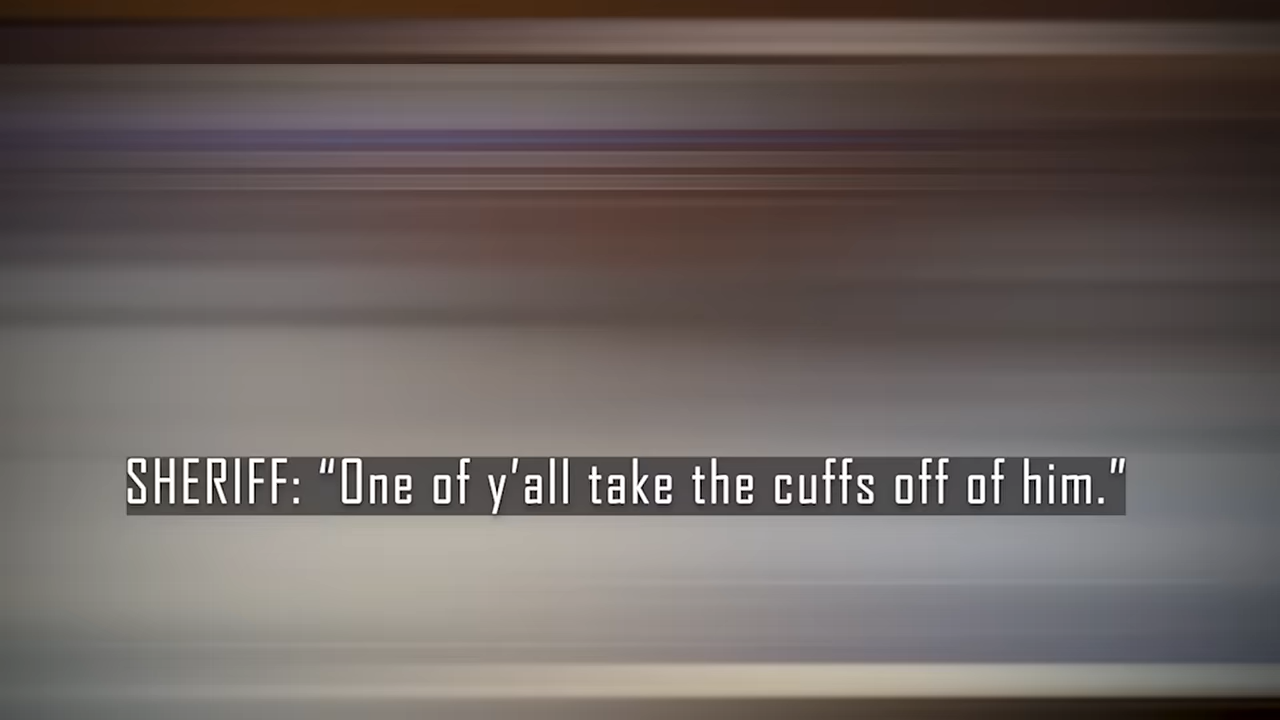 SHERIFF: “One of y’all take the cuffs off of him.”